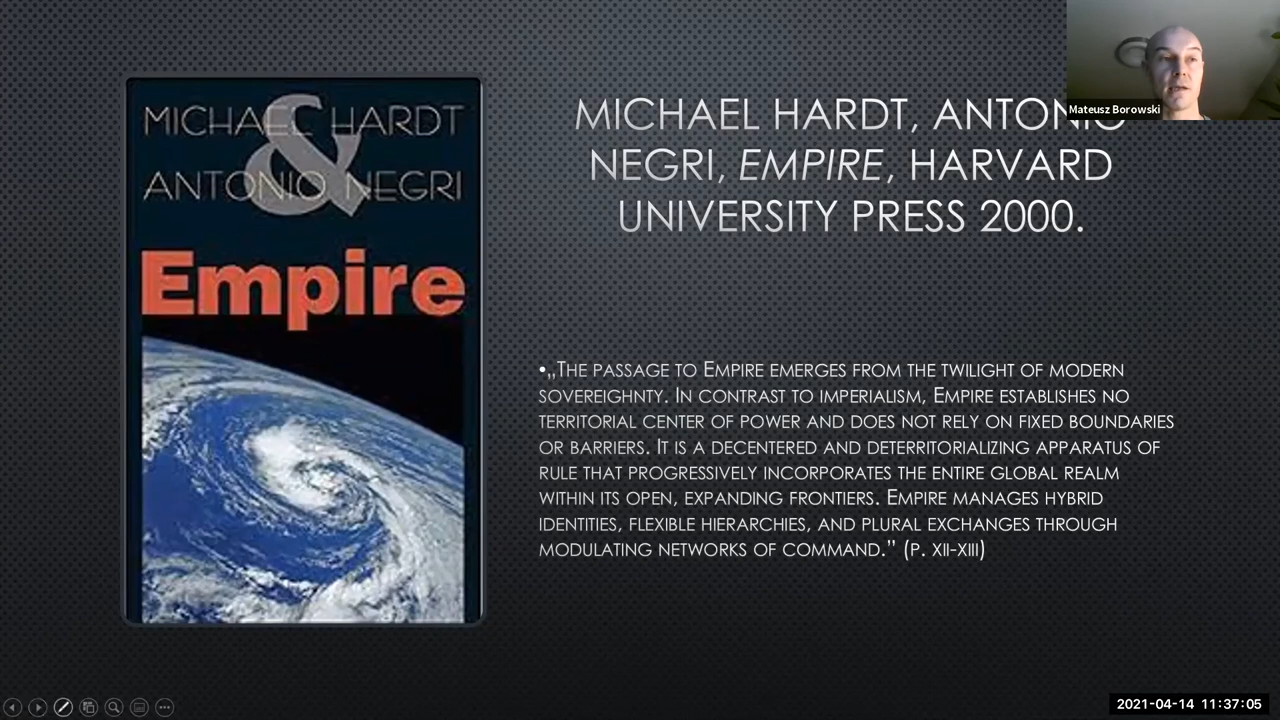 MICHAEL HARDT
&
ANTONIO NEGRI
Empire
MICHAEL HARDT, ANTONIO
NEGRI, EMPIRE, HARVARD
UNIVERSITY PRESS 2000.
•„THE PASSAGE TO EMPIRE EMERGES FROM THE TWILIGHT OF MODERN
SOVEREIGHNTY. IN CONTRAST TO IMPERIALISM, EMPIRE ESTABLISHES NO
TERRITORIAL CENTER OF POWER AND DOES NOT RELY ON FIXED BOUNDARIES
OR BARRIERS. IT IS A DECENTERED AND DETERRITORIALIZING APPARATUS OF
RULE THAT PROGRESSIVELY INCORPORATES THE ENTIRE GLOBAL REALM
WITHIN ITS OPEN, EXPANDING FRONTIERS. EMPIRE MANAGES HYBRID
IDENTITIES, FLEXIBLE HIERARCHIES, AND PLURAL EXCHANGES THROUGH
MODULATING NETWORKS OF COMMAND.” (P. XII-XIII)
Mateusz Borowski
2021-04-14 11:37:05